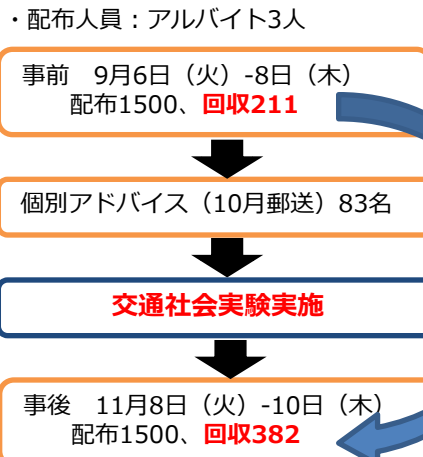 ・配布人員：アルバイト3人
事前　9月6日（火）-8日（木）
配布1500、回収211
個別アドバイス（10月郵送）83名
交通社会実験実施
事後　11月8日（火）-10日（木）
配布1500、回収382